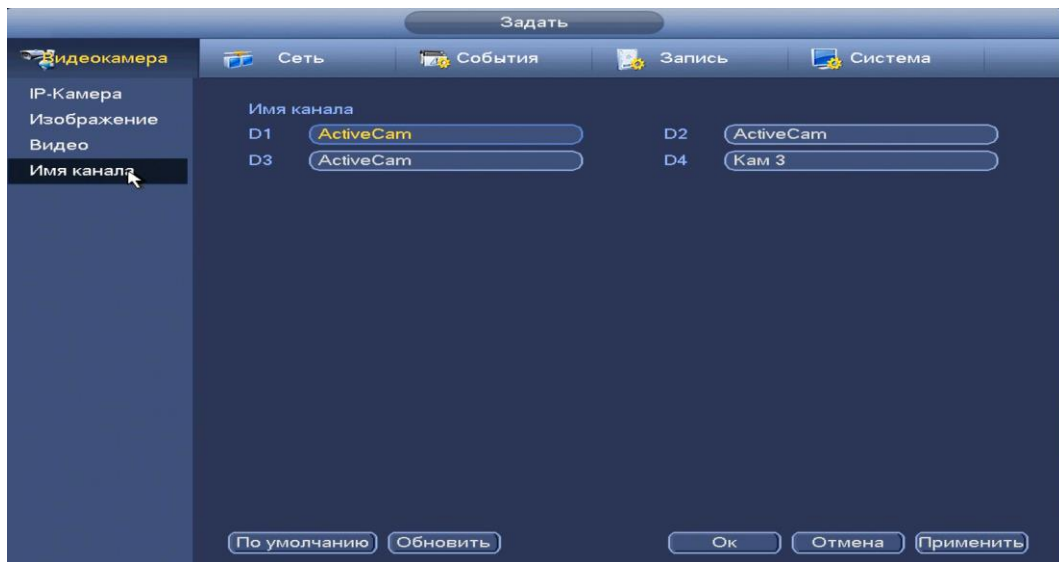 Задать
Видеокамера Сеть События Запись Система
IP-Камера
Изображение
Видео
Имя канала
Имя канала
D1 ActiveCam D2 ActiveCam
D3 ActiveCam D4 Кам 3
По умолчанию Обновить Ок Отмена Применить